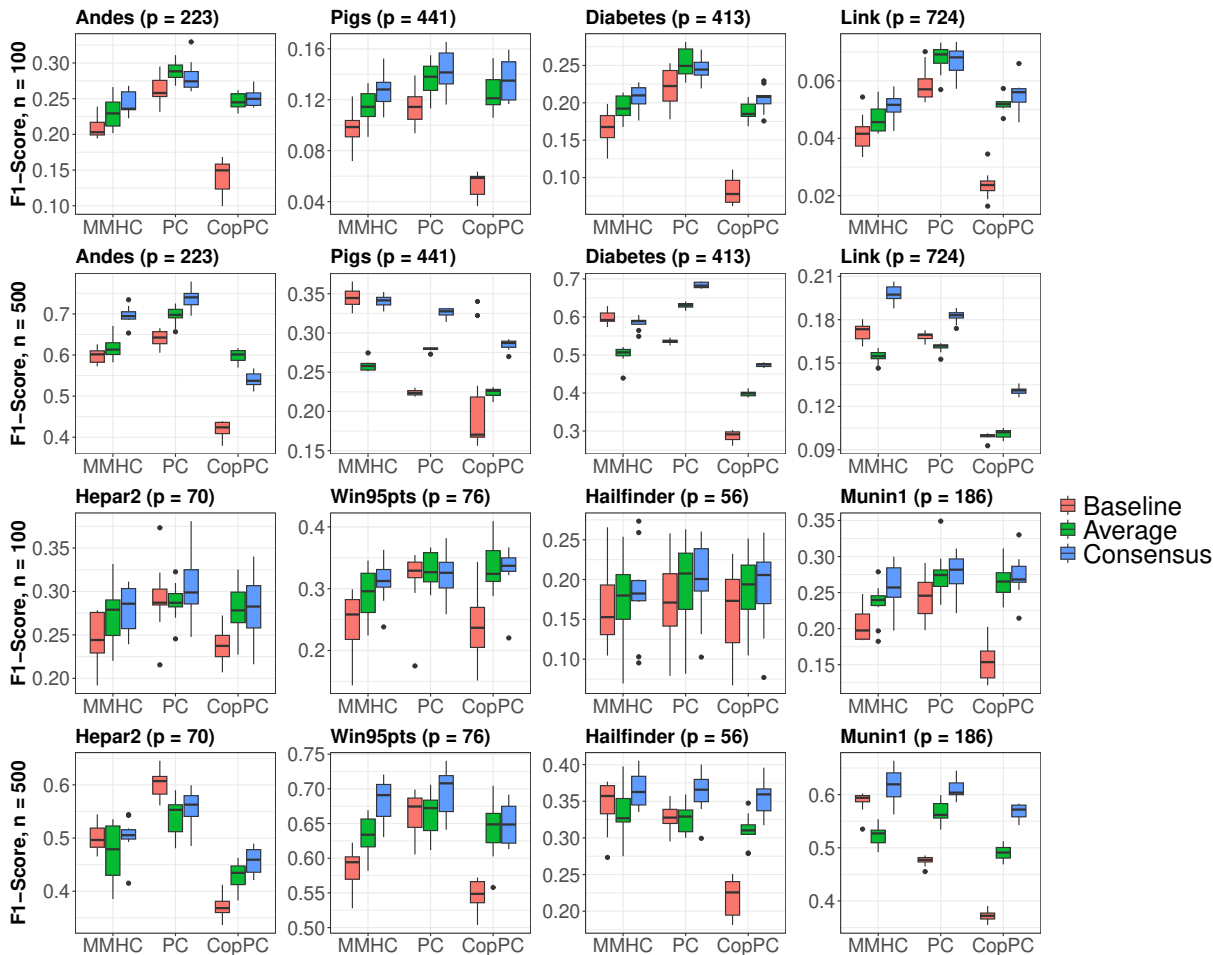 Andes (p = 223) Pigs (p = 441) Diabetes (p = 413) Link (p = 724)
F1−Score, n = 100
0.30 0.25 0.20 0.15 0.10
0.16 0.12 0.08 0.04
0.25 0.20 0.15 0.10
0.06 0.04 0.02
MMHC PC CopPC MMHC PC CopPC MMHC PC CopPC MMHC PC CopPC
Andes (p = 223) Pigs (p = 441) Diabetes (p = 413) Link (p = 724)
F1−Score, n = 500
0.7 0.6 0.5 0.4
0.35 0.30 0.25 0.20 0.15
0.7 0.6 0.5 0.4 0.3
0.21 0.18 0.15 0.12 0.09
MMHC PC CopPC MMHC PC CopPC MMHC PC CopPC MMHC PC CopPC
Hepar2 (p = 70) Win95pts (p = 76) Hailfinder (p = 56) Munin1 (p = 186)
F1−Score, n = 100
0.35 0.30 0.25 0.20
0.4 0.3 0.2
0.25 0.20 0.15 0.10
0.35 0.30 0.25 0.20 0.15
MMHC PC CopPC MMHC PC CopPC MMHC PC CopPC MMHC PC CopPC
Baseline
Average
Consensus
Hepar2 (p = 70) Win95pts (p = 76) Hailfinder (p = 56) Munin1 (p = 186)
F1−Score, n = 500
0.6 0.5 0.4
0.75 0.70 0.65 0.60 0.55 0.50
0.40 0.35 0.30 0.25 0.20
0.6 0.5 0.4
MMHC PC CopPC MMHC PC CopPC MMHC PC CopPC MMHC PC CopPC